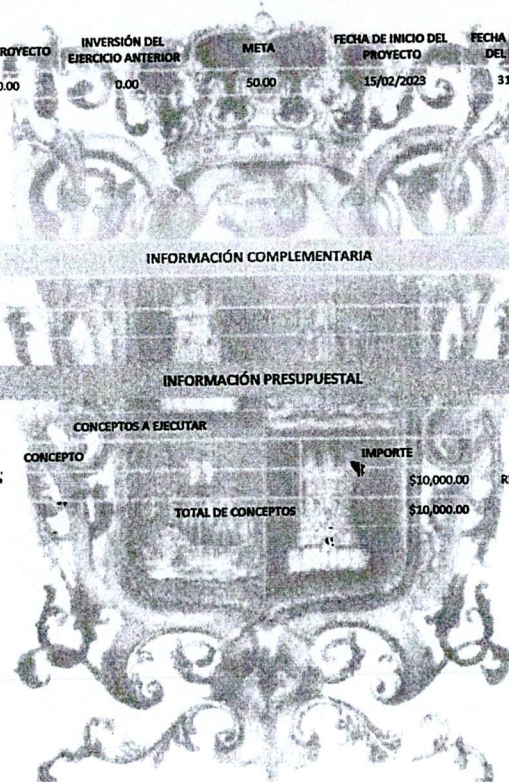 ROYECTO INVERSIÓN DEL EJERCICIO ANTERIOR META FECHA DE INICIO DEL PROYECTO FECHA DEL
0.00 0.00 50.00 15/02/2023 31
INFORMACIÓN COMPLEMENTARIA
INFORMACIÓN PRESUPUESTAL
CONCEPTOS A EJECUTAR
CONCEPTO IMPORTE
$10,000.00 R
TOTAL DE CONCEPTOS $10,000.00